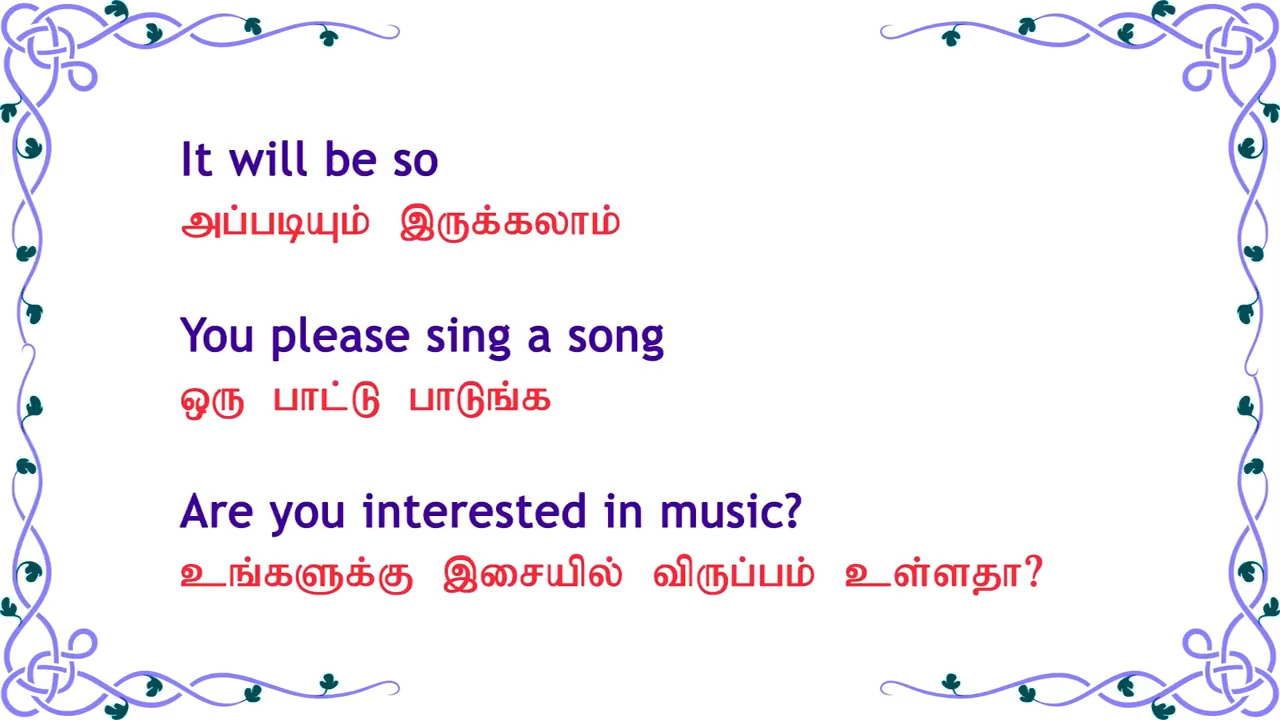 It will be so
அப்படியும் இருக்கலாம்
You please sing a song
ஒரு பாட்டு பாடுங்க
Are you interested in music?
உங்களுக்கு இசையில் விருப்பம் உள்ளதா?